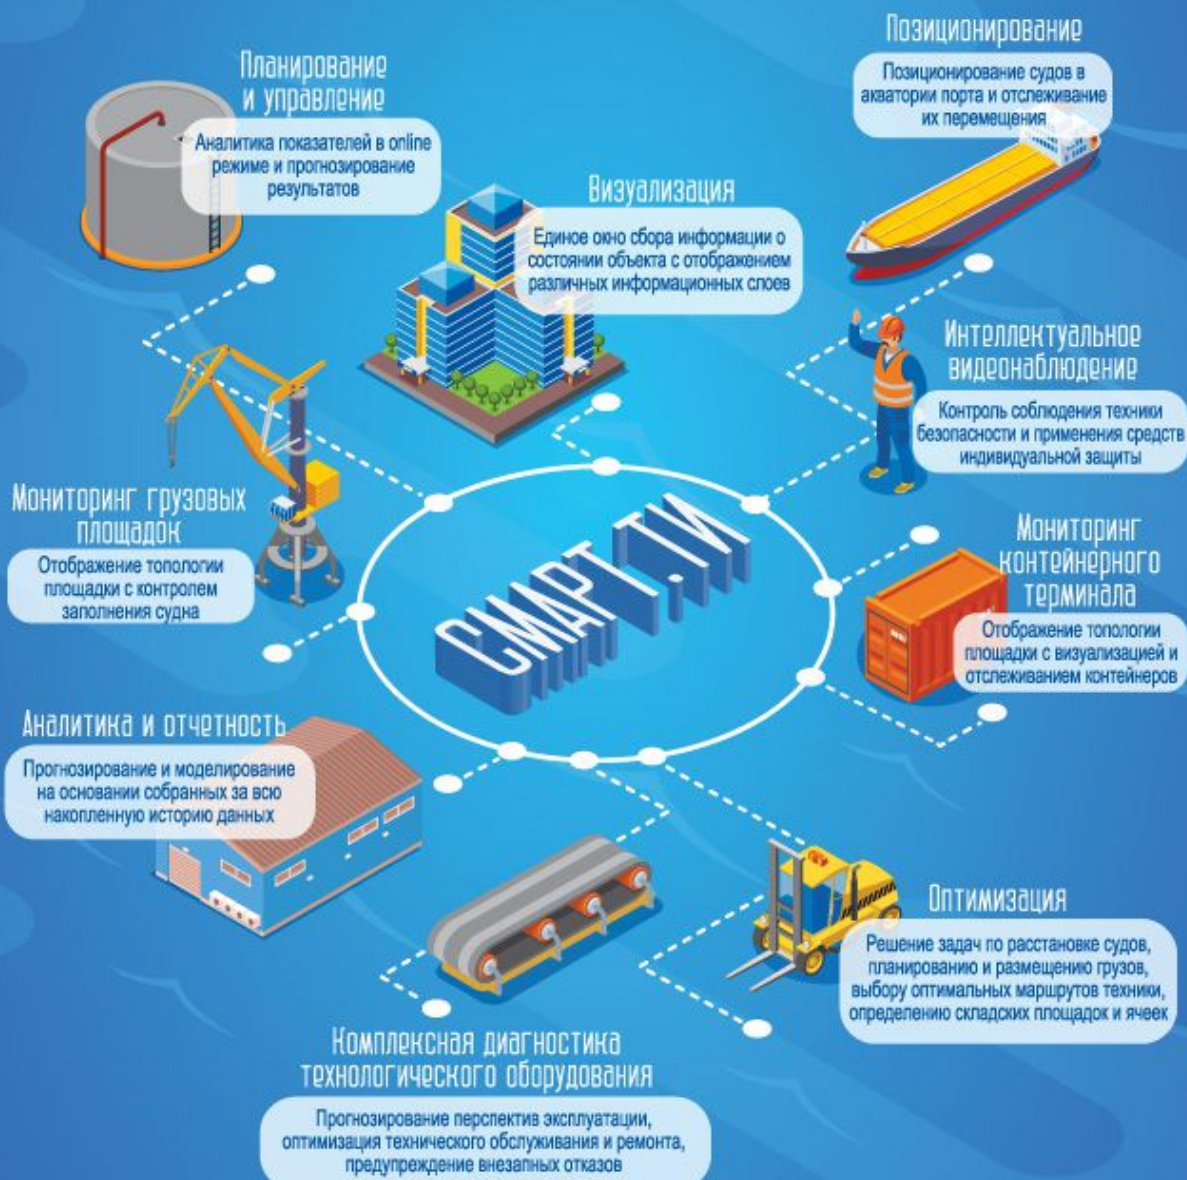 Планирование
и управление
Аналитика показателей в online
режиме и прогнозирование
результатов
Позиционирование
Позиционирование судов в
акватории порта и отслеживание
их перемещения
Визуализация
Единое окно сбора информации о
состоянии объекта с отображением
различных информационных слоев
Интеллектуальное
видеонаблюдение
Контроль соблюдения техники
безопасности и применения средств
индивидуальной защиты
Мониторинг грузовых
площадок
Отображение топологии
площадки с контролем
заполнения судна
СМАРТ.ТИ
Мониторинг
контейнерного
терминала
Отображение топологии
площадки с визуализацией и
отслеживанием контейнеров
Аналитика и отчетность
Прогнозирование и моделирование
на основании собранных за всю
накопленную историю данных
Оптимизация
Решение задач по расстановке судов,
планированию и размещению грузов,
выбору оптимальных маршрутов техники,
определению складских площадок и ячеек
Комплексная диагностика
технологического оборудования
Прогнозирование перспектив эксплуатации,
оптимизация технического обслуживания и ремонта,
предупреждение внезапных отказов